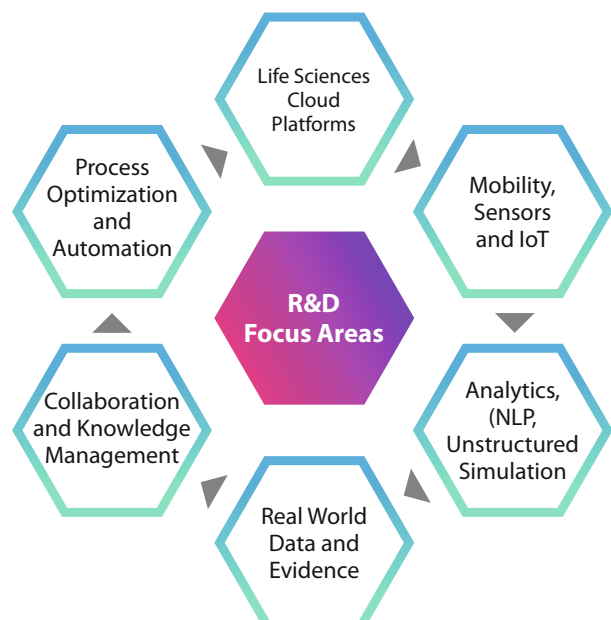 Life Sciences
Cloud
Platforms
Mobility,
Sensors
and IoT
Analytics,
(NLP,
Unstructured
Simulation
Real World
Data and
Evidence
Collaboration
and Knowledge
Management
Process
Optimization
and
Automation
R&D
Focus Areas